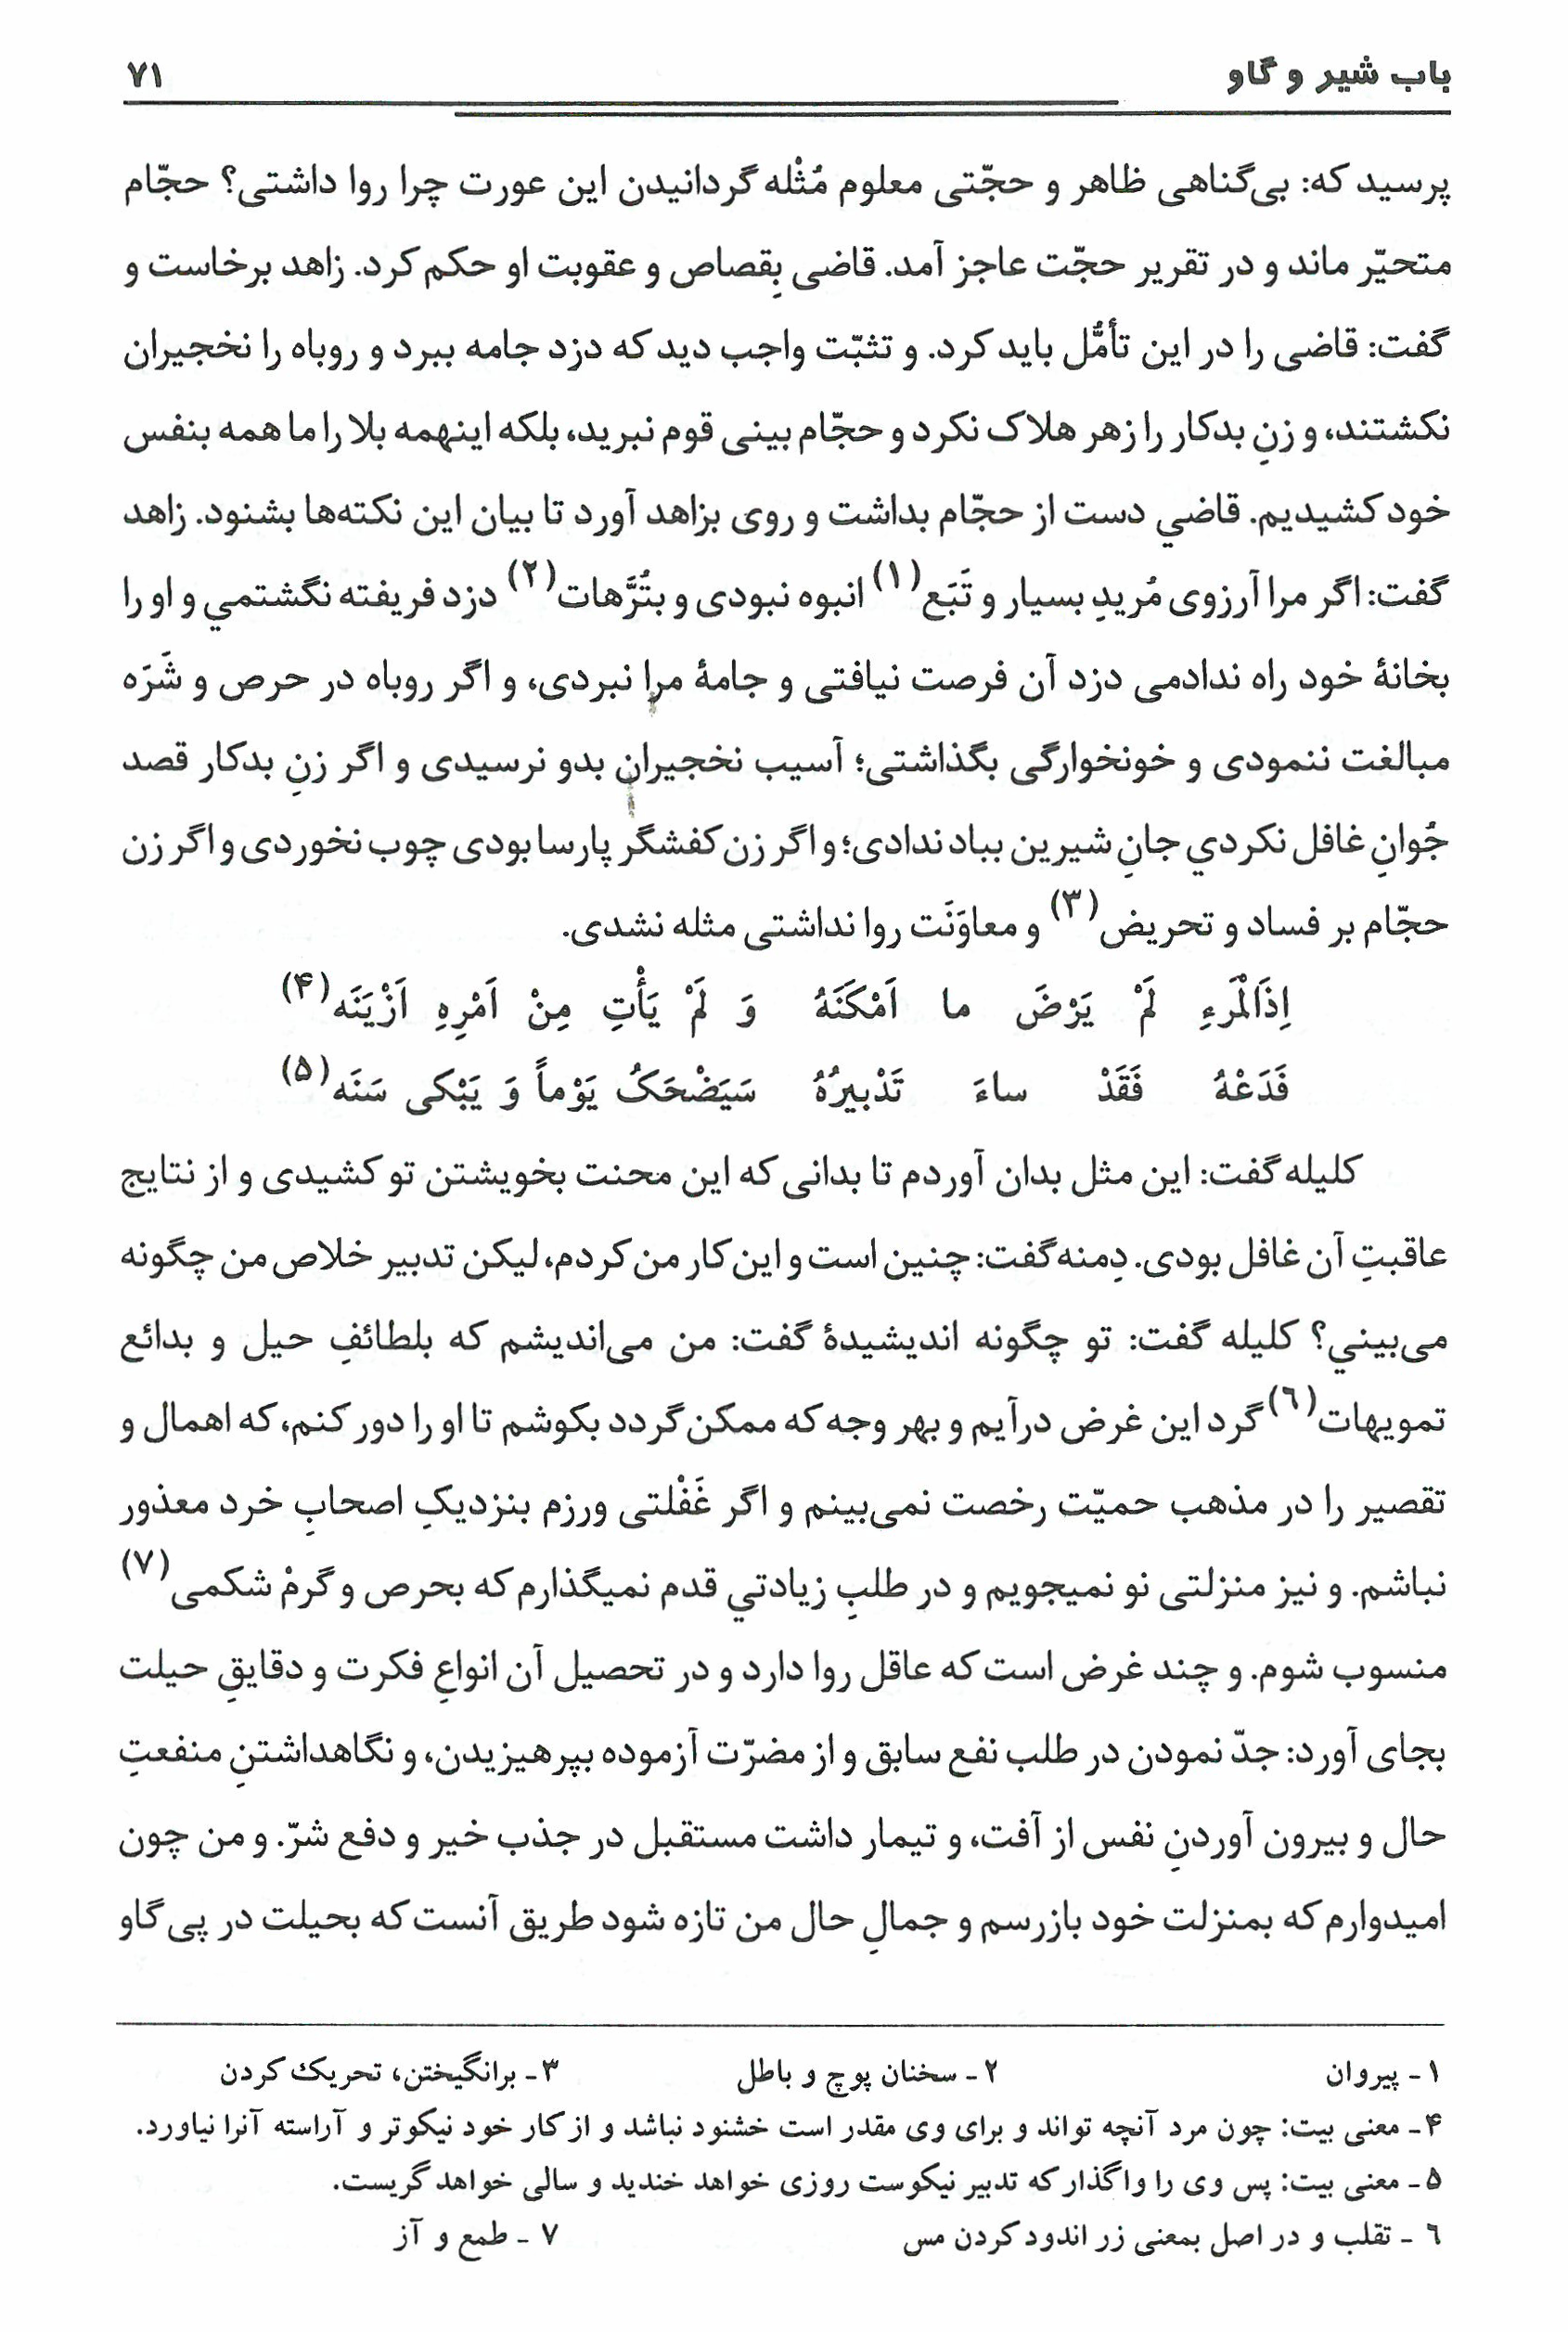 باب شیر و گاو
۷۱
پرسید که: بی‌گناهی ظاهر و حجّتی معلوم مُثْله گردانیدن این عورت چرا روا داشتی؟ حجّام
متحیّر ماند و در تقریر حجّت عاجز آمد. قاضی بِقصاص و عقوبت او حکم کرد. زاهد برخاست و
گفت: قاضی را در این تأمُّل باید کرد. و تثبّت واجب دید که دزد جامه ببرد و روباه را نخجیران
نکشتند، و زنِ بدکار را زهر هلاک نکرد و حجّام بینی قوم نبرید، بلکه اینهمه بلا را ما همه بنفس
خود کشیدیم. قاضي دست از حجّام بداشت و روی بزاهد آورد تا بیان این نکته‌ها بشنود. زاهد
گفت: اگر مرا آرزوی مُریدِ بسیار و تَبَع(۱) انبوه نبودی و بتُرَّهات(۲) دزد فریفته نگشتمي و او را
بخانهٔ خود راه ندادمی دزد آن فرصت نیافتی و جامهٔ مرا نبردی، و اگر روباه در حرص و شَرَه
مبالغت ننمودی و خونخوارگی بگذاشتی؛ آسیب نخجیران بدو نرسیدی و اگر زنِ بدکار قصد
جُوانِ غافل نکردي جانِ شیرین بباد ندادی؛ و اگر زن کفشگر پارسا بودی چوب نخوردی و اگر زن
حجّام بر فساد و تحریض(۳) و معاوَنَت روا نداشتی مثله نشدی.
اِذَالْمَرءِ لَمْ یَرْضَ ما اَمْکَنَهُ وَ لَمْ یَأْتِ مِنْ اَمْرِهِ اَزْیَنَه(۴)
فَدَعْهُ فَقَدْ ساءَ تَدْبیرُهُ سَیَضْحَکُ یَوْماً وَ یَبْکی سَنَه(۵)
کلیله گفت: این مثل بدان آوردم تا بدانی که این محنت بخویشتن تو کشیدی و از نتایج
عاقبتِ آن غافل بودی. دِمنه گفت: چنین است و این کار من کردم، لیکن تدبیر خلاص من چگونه
می‌بیني؟ کلیله گفت: تو چگونه اندیشیدهٔ گفت: من می‌اندیشم که بلطائفِ حیل و بدائع
تمویهات(٦) گرد این غرض درآیم و بهر وجه که ممکن گردد بکوشم تا او را دور کنم، که اهمال و
تقصیر را در مذهب حمیّت رخصت نمی‌بینم و اگر غَفْلتی ورزم بنزدیکِ اصحابِ خرد معذور
نباشم. و نیز منزلتی نو نمیجویم و در طلبِ زیادتي قدم نمیگذارم که بحرص و گرمْ شکمی(۷)
منسوب شوم. و چند غرض است که عاقل روا دارد و در تحصیل آن انواعِ فکرت و دقایقِ حیلت
بجای آورد: جدّ نمودن در طلب نفع سابق و از مضرّت آزموده بپرهیزیدن، و نگاهداشتنِ منفعتِ
حال و بیرون آوردنِ نفس از آفت، و تیمار داشت مستقبل در جذب خیر و دفع شرّ. و من چون
امیدوارم که بمنزلت خود بازرسم و جمالِ حال من تازه شود طریق آنست که بحیلت در پی گاو
۱ - پیروان ۲ - سخنان پوچ و باطل ۳ - برانگیختن، تحریک کردن
۴ - معنی بیت: چون مرد آنچه تواند و برای وی مقدر است خشنود نباشد و از کار خود نیکوتر و آراسته آنرا نیاورد.
۵ - معنی بیت: پس وی را واگذار که تدبیر نیکوست روزی خواهد خندید و سالی خواهد گریست.
٦ - تقلب و در اصل بمعنی زر اندود کردن مس ۷ - طمع و آز